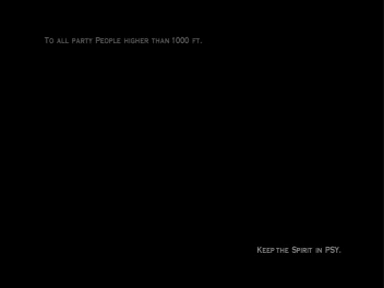 To all party People higher than 1000 ft.
Keep the Spirit in PSY.